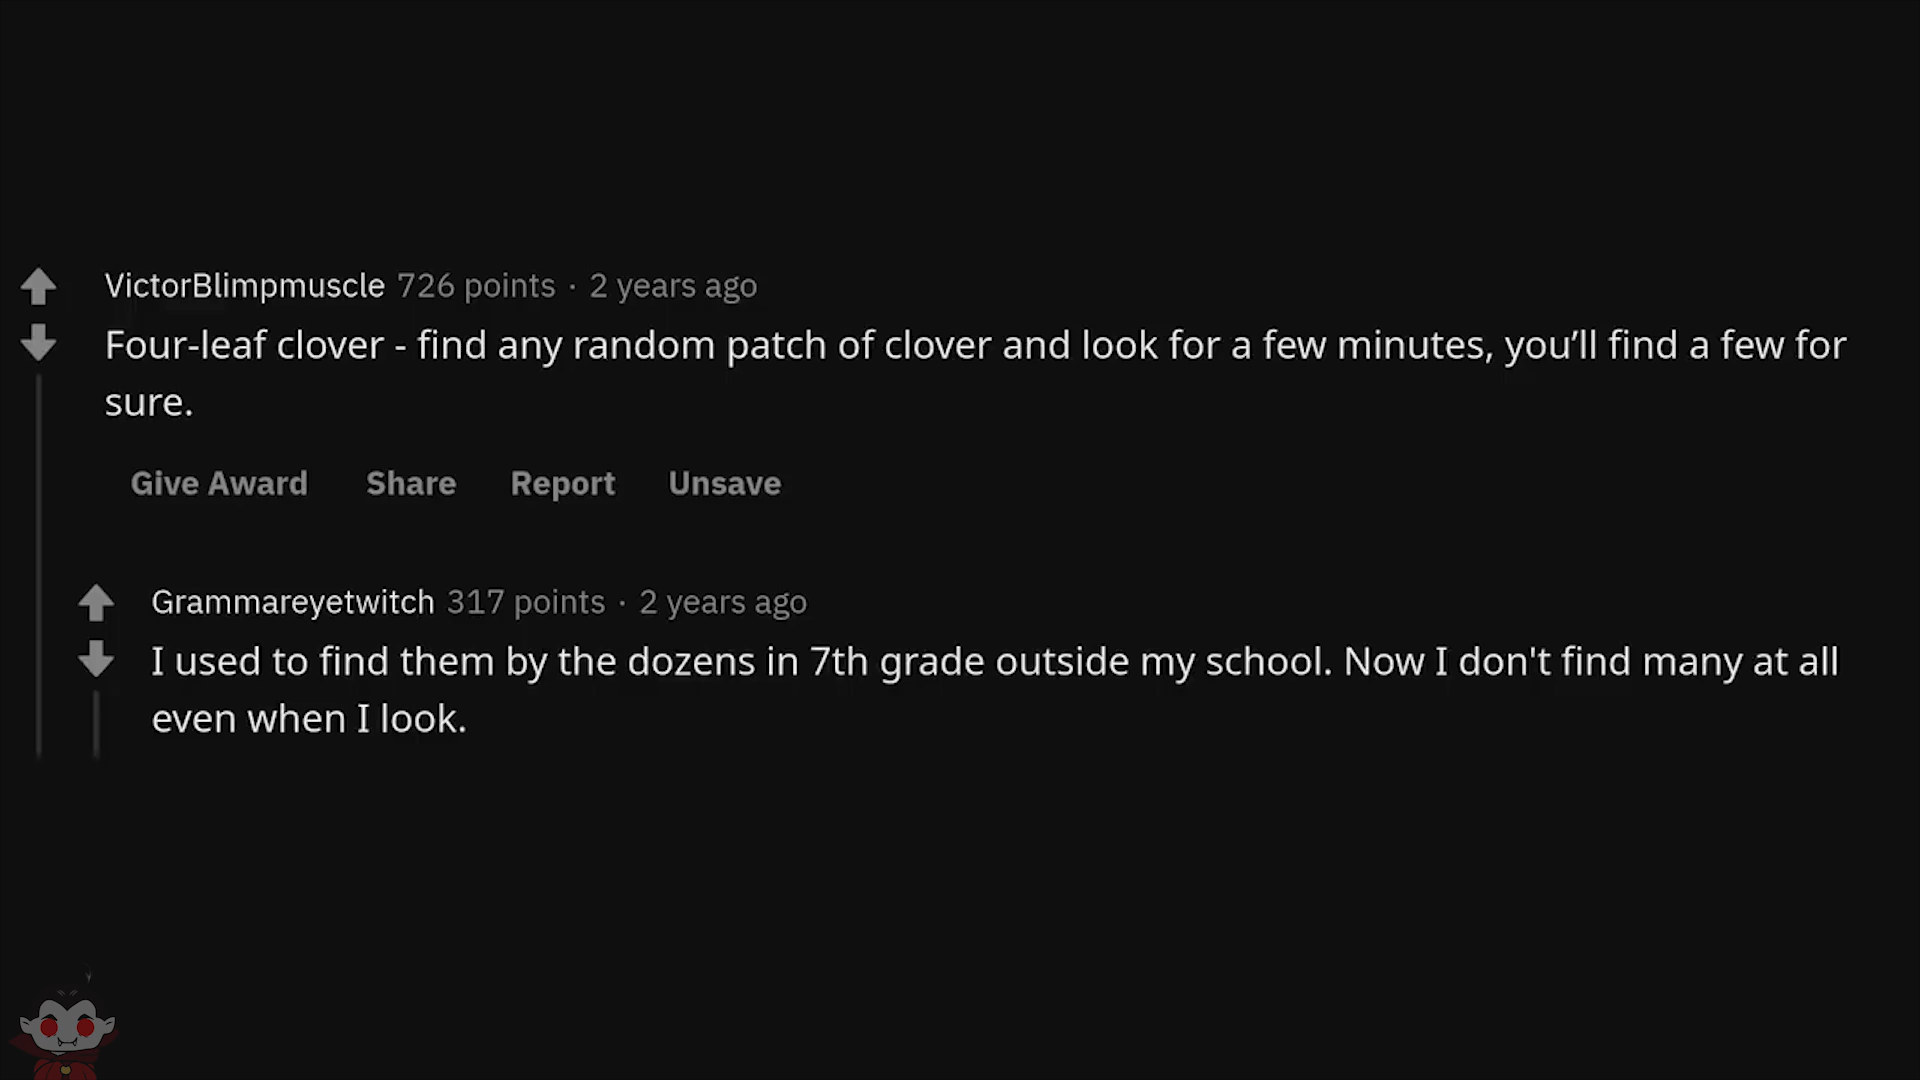 VictorBlimpmuscle 726 points · 2 years ago
Four-leaf clover - find any random patch of clover and look for a few minutes, you’ll find a few for
sure.
Give Award Share Report Unsave
Grammareyetwitch 317 points · 2 years ago
I used to find them by the dozens in 7th grade outside my school. Now I don't find many at all
even when I look.